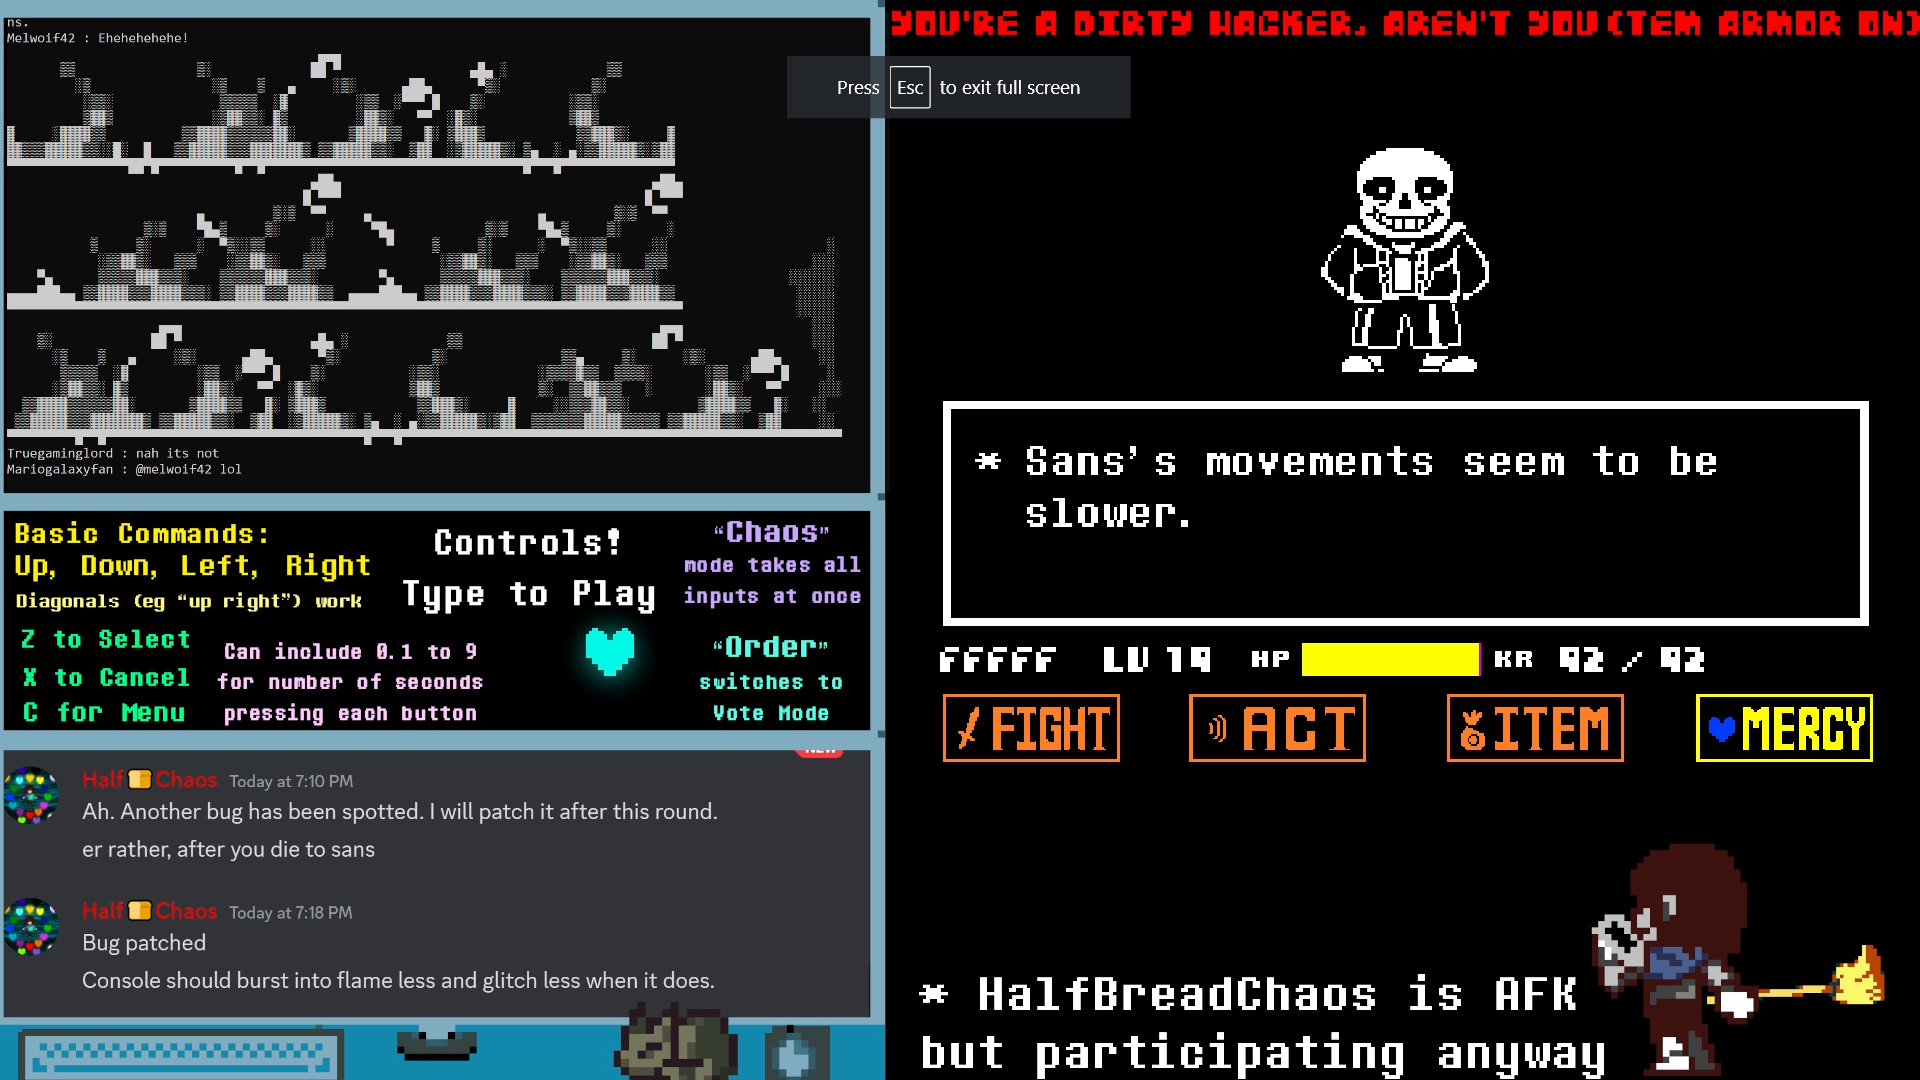 ns.
Melwoif42 : Ehehehehehe!
Truegaminglord : nah its not
Mariogalaxyfan : @melwoif42 lol
Basic Commands:
Up, Down, Left, Right
Diagonals (eg “up right”) work
Z to Select
X to Cancel
C for Menu
Can include 0.1 to 9
for number of seconds
pressing each button
Controls!
Type to Play
“Chaos”
mode takes all
inputs at once
“Order”
switches to
Vote Mode
NEW
Half Chaos Today at 7:10 PM
Ah. Another bug has been spotted. I will patch it after this round.
er rather, after you die to sans
Half Chaos Today at 7:18 PM
Bug patched
Console should burst into flame less and glitch less when it does.
YOU'RE A DIRTY HACKER, AREN'T YOU(TEM ARMOR ON)
Press Esc to exit full screen
* Sans's movements seem to be
slower.
FFFFF LV 19 HP KR 92 / 92
FIGHT ACT ITEM MERCY
* HalfBreadChaos is AFK
but participating anyway